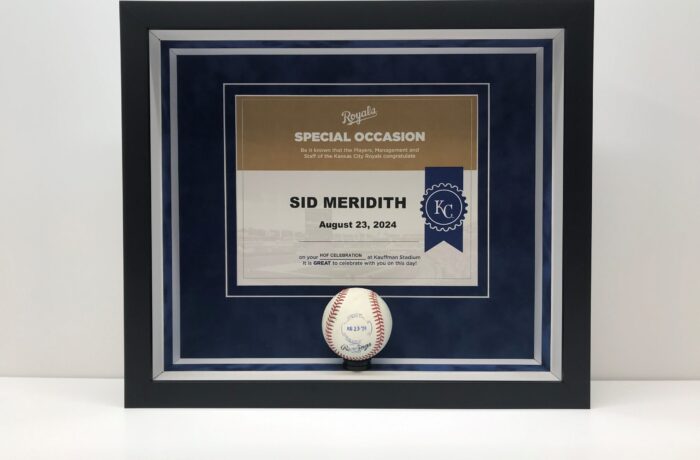 Royals
SPECIAL OCCASION
Be it known that the Players, Management and
Staff of the Kansas City Royals congratulate
SID MERIDITH
August 23, 2024
KC
on your HOF CELEBRATION at Kauffman Stadium
It is GREAT to celebrate with you on this day!
Rawlings